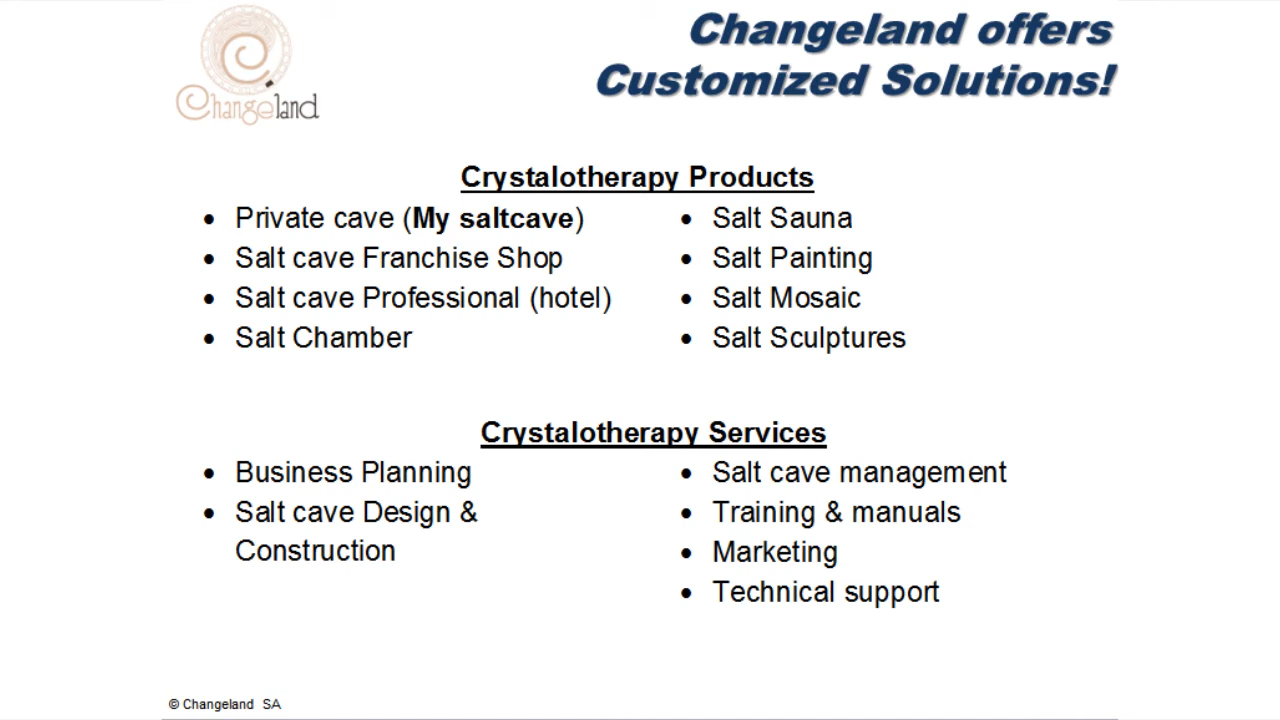 Changeland
Changeland offers
Customized Solutions!
Crystalotherapy Products
• Private cave (My saltcave)
• Salt cave Franchise Shop
• Salt cave Professional (hotel)
• Salt Chamber
• Salt Sauna
• Salt Painting
• Salt Mosaic
• Salt Sculptures
Crystalotherapy Services
• Business Planning
• Salt cave Design &
Construction
• Salt cave management
• Training & manuals
• Marketing
• Technical support
© Changeland SA